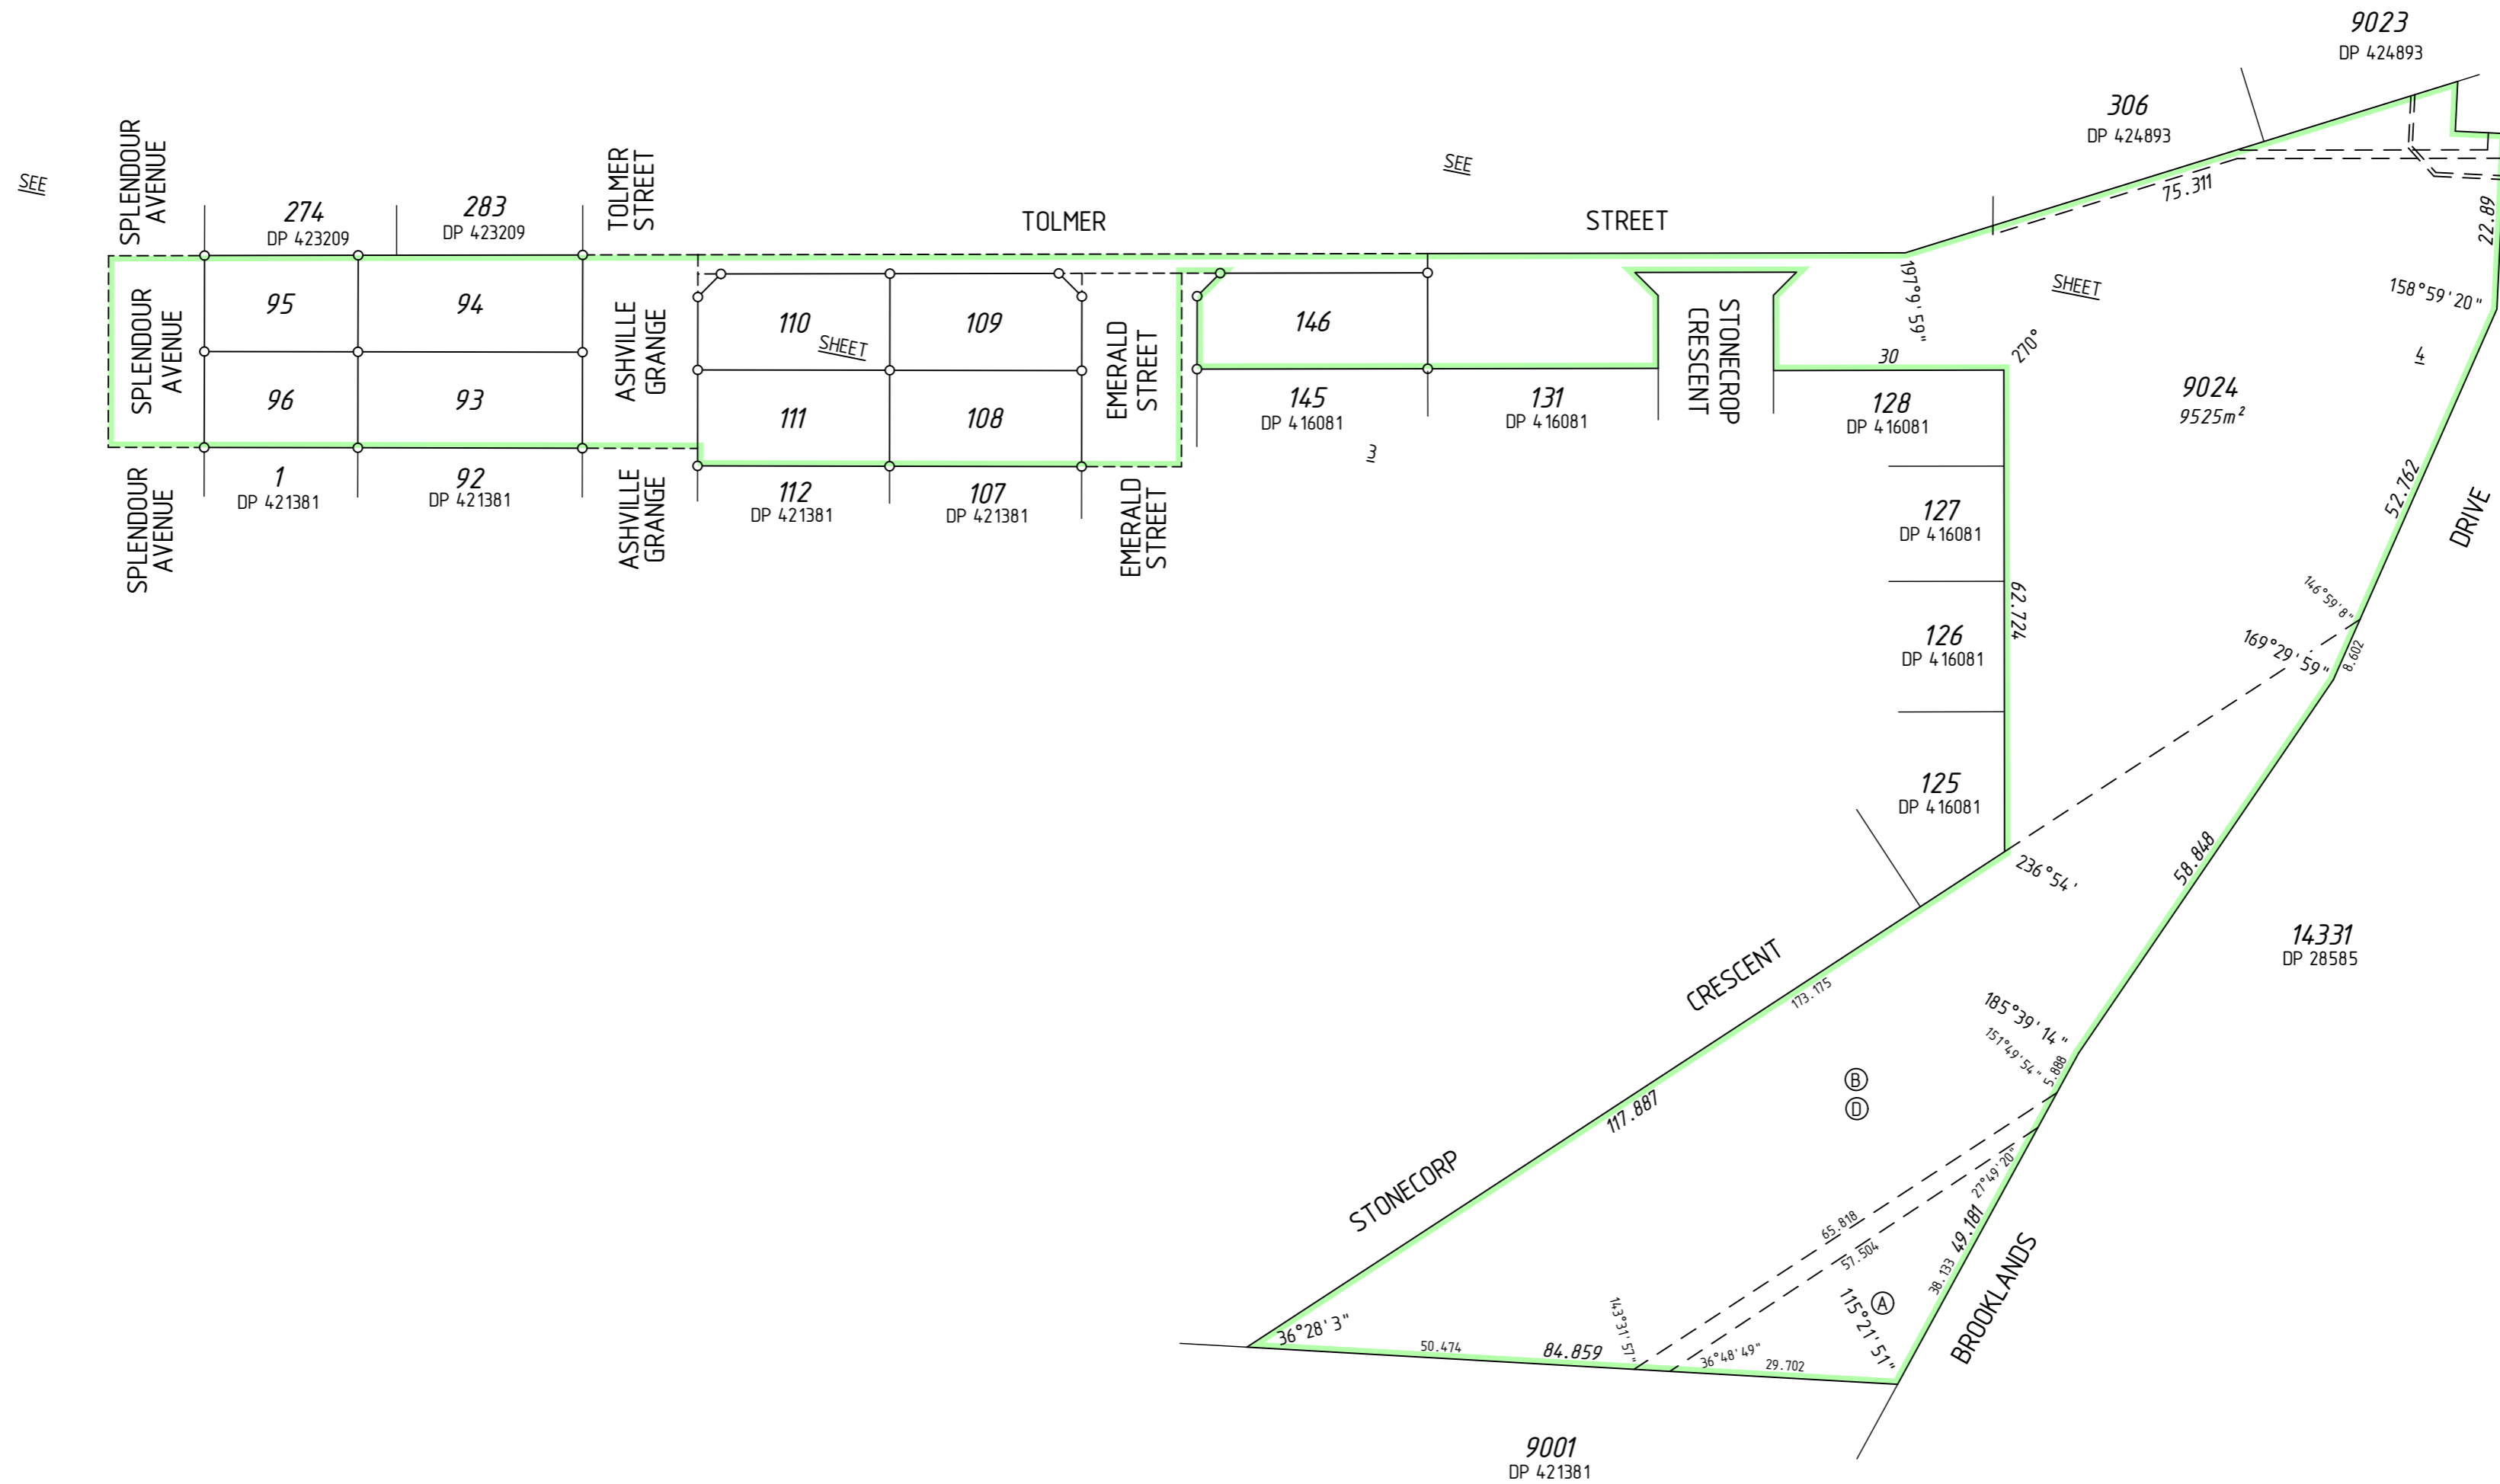 9023
DP 424893
306
DP 424893
SPLENDOUR
AVENUE
TOLMER
STREET
SEE
SEE
274
DP 423209
283
DP 423209
TOLMER
STREET
75.311
22.89
SPLENDOUR
AVENUE
95
94
ASHVILLE
GRANGE
110
109
SHEET
EMERALD
STREET
146
STONECROP
CRESCENT
197°9'59"
SHEET
158°59'20"
270°
30
4
96
93
111
108
145
DP 416081
131
DP 416081
128
DP 416081
9024
9525m²
3
1
DP 421381
92
DP 421381
SPLENDOUR
AVENUE
ASHVILLE
GRANGE
112
DP 421381
107
DP 421381
EMERALD
STREET
127
DP 416081
52.762
DRIVE
62.724
146°59'8"
169°29'59"
8.602
126
DP 416081
125
DP 416081
236°54'
58.848
14331
DP 28585
CRESCENT
173.175
185°39'14"
151°49'54"
5.888
B
D
117.887
STONECORP
27°49'20"
65.818
57.504
49.181
38.133
BROOKLANDS
A
115°21'51"
36°28'3"
50.474
84.859
143°31'57"
36°48'49"
29.702
9001
DP 421381